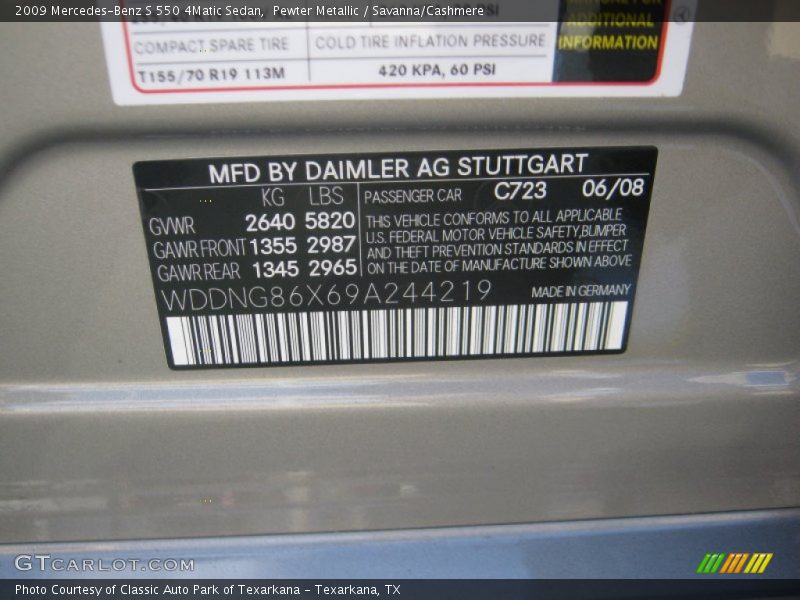 2009 Mercedes-Benz S 550 4Matic Sedan, Pewter Metallic / Savanna/Cashmere
ADDITIONAL
INFORMATION
COMPACT SPARE TIRE COLD TIRE INFLATION PRESSURE
T155/70 R19 113M 420 KPA, 60 PSI
MFD BY DAIMLER AG STUTTGART
KG LBS PASSENGER CAR C723 06/08
GVWR 2640 5820
GAWR FRONT 1355 2987
GAWR REAR 1345 2965
THIS VEHICLE CONFORMS TO ALL APPLICABLE
U.S. FEDERAL MOTOR VEHICLE SAFETY,BUMPER
AND THEFT PREVENTION STANDARDS IN EFFECT
ON THE DATE OF MANUFACTURE SHOWN ABOVE
WDDNG86X69A244219 MADE IN GERMANY
GTCARLOT.COM
Photo Courtesy of Classic Auto Park of Texarkana - Texarkana, TX